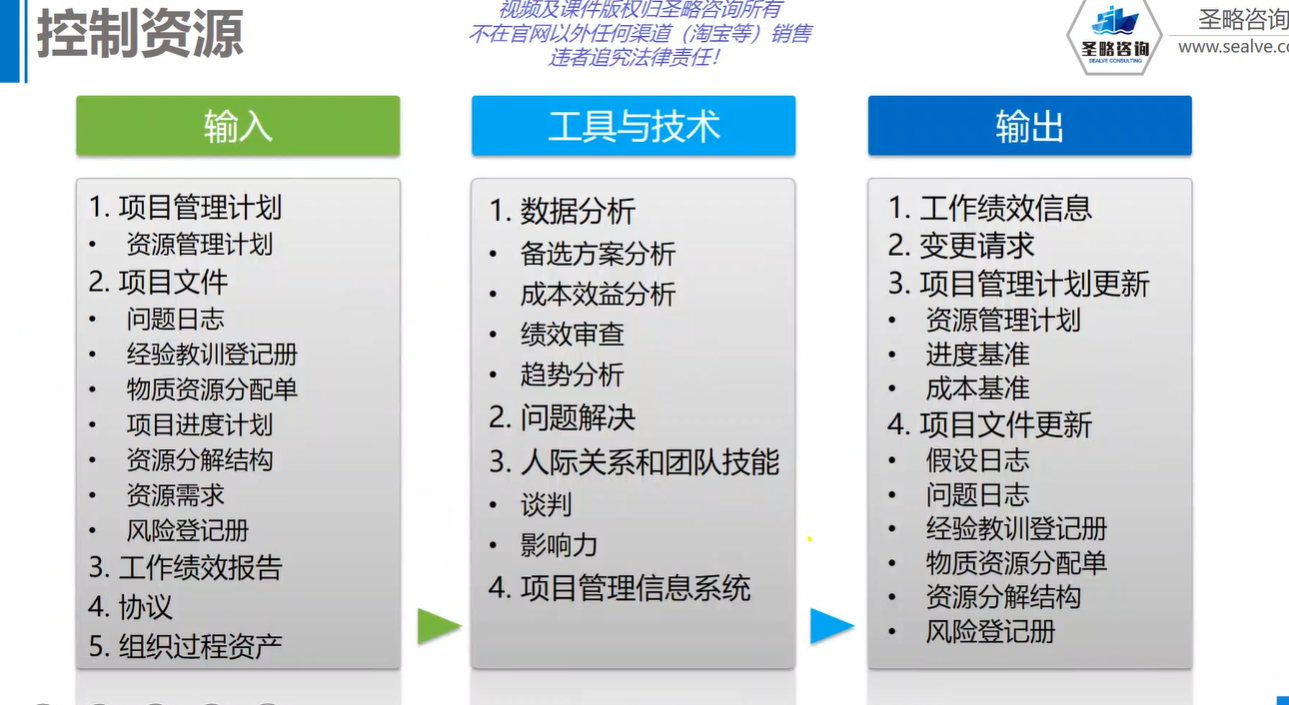 控制资源
视频及课件版权归圣略咨询所有
不在官网以外任何渠道（淘宝等）销售
违者追究法律责任！
圣略咨询
SEALVE CONSULTING
圣略咨询
www.sealve.co
输入
1. 项目管理计划
• 资源管理计划
2. 项目文件
• 问题日志
• 经验教训登记册
• 物质资源分配单
• 项目进度计划
• 资源分解结构
• 资源需求
• 风险登记册
3. 工作绩效报告
4. 协议
5. 组织过程资产
工具与技术
1. 数据分析
• 备选方案分析
• 成本效益分析
• 绩效审查
• 趋势分析
2. 问题解决
3. 人际关系和团队技能
• 谈判
• 影响力
4. 项目管理信息系统
输出
1. 工作绩效信息
2. 变更请求
3. 项目管理计划更新
• 资源管理计划
• 进度基准
• 成本基准
4. 项目文件更新
• 假设日志
• 问题日志
• 经验教训登记册
• 物质资源分配单
• 资源分解结构
• 风险登记册